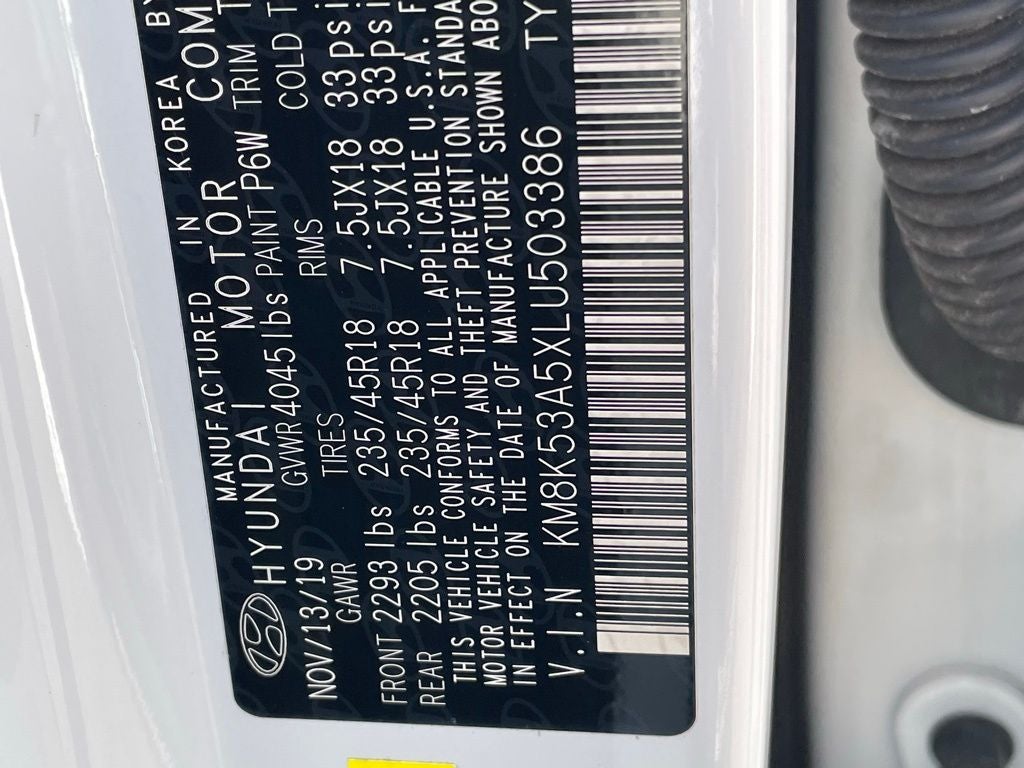 MANUFACTURED IN KOREA BY
HYUNDAI MOTOR COM
GVWR 4045 lbs PAINT P6W TRIM T
NOV/13/19
GAWR TIRES RIMS COLD T
FRONT 2293 lbs 235/45R18 7.5JX18 33 psi
REAR 2205 lbs 235/45R18 7.5JX18 33 psi
THIS VEHICLE CONFORMS TO ALL APPLICABLE U.S.A. F
MOTOR VEHICLE SAFETY AND THEFT PREVENTION STANDA
IN EFFECT ON THE DATE OF MANUFACTURE SHOWN ABO
V.I.N KM8K53A5XLU503386 TY